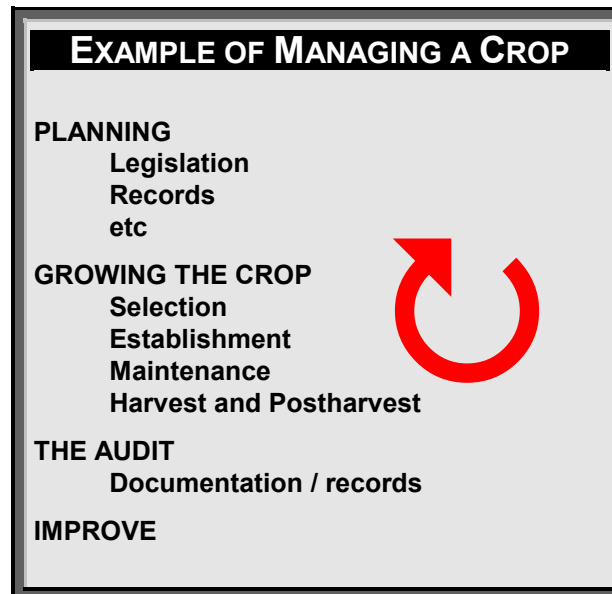 EXAMPLE OF MANAGING A CROP
PLANNING
Legislation
Records
etc
GROWING THE CROP
Selection
Establishment
Maintenance
Harvest and Postharvest
THE AUDIT
Documentation / records
IMPROVE